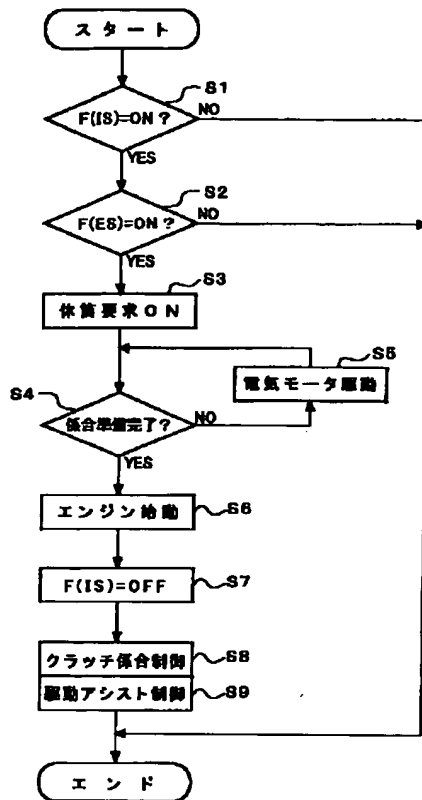 スタート
S1
F(IS)=ON?
NO
YES
S2
F(ES)=ON?
NO
YES
S3
休筒要求ON
S5
電気モータ駆動
S4
係合準備完了?
NO
YES
エンジン始動
S6
F(IS)=OFF
S7
クラッチ係合制御
S8
駆動アシスト制御
S9
エンド